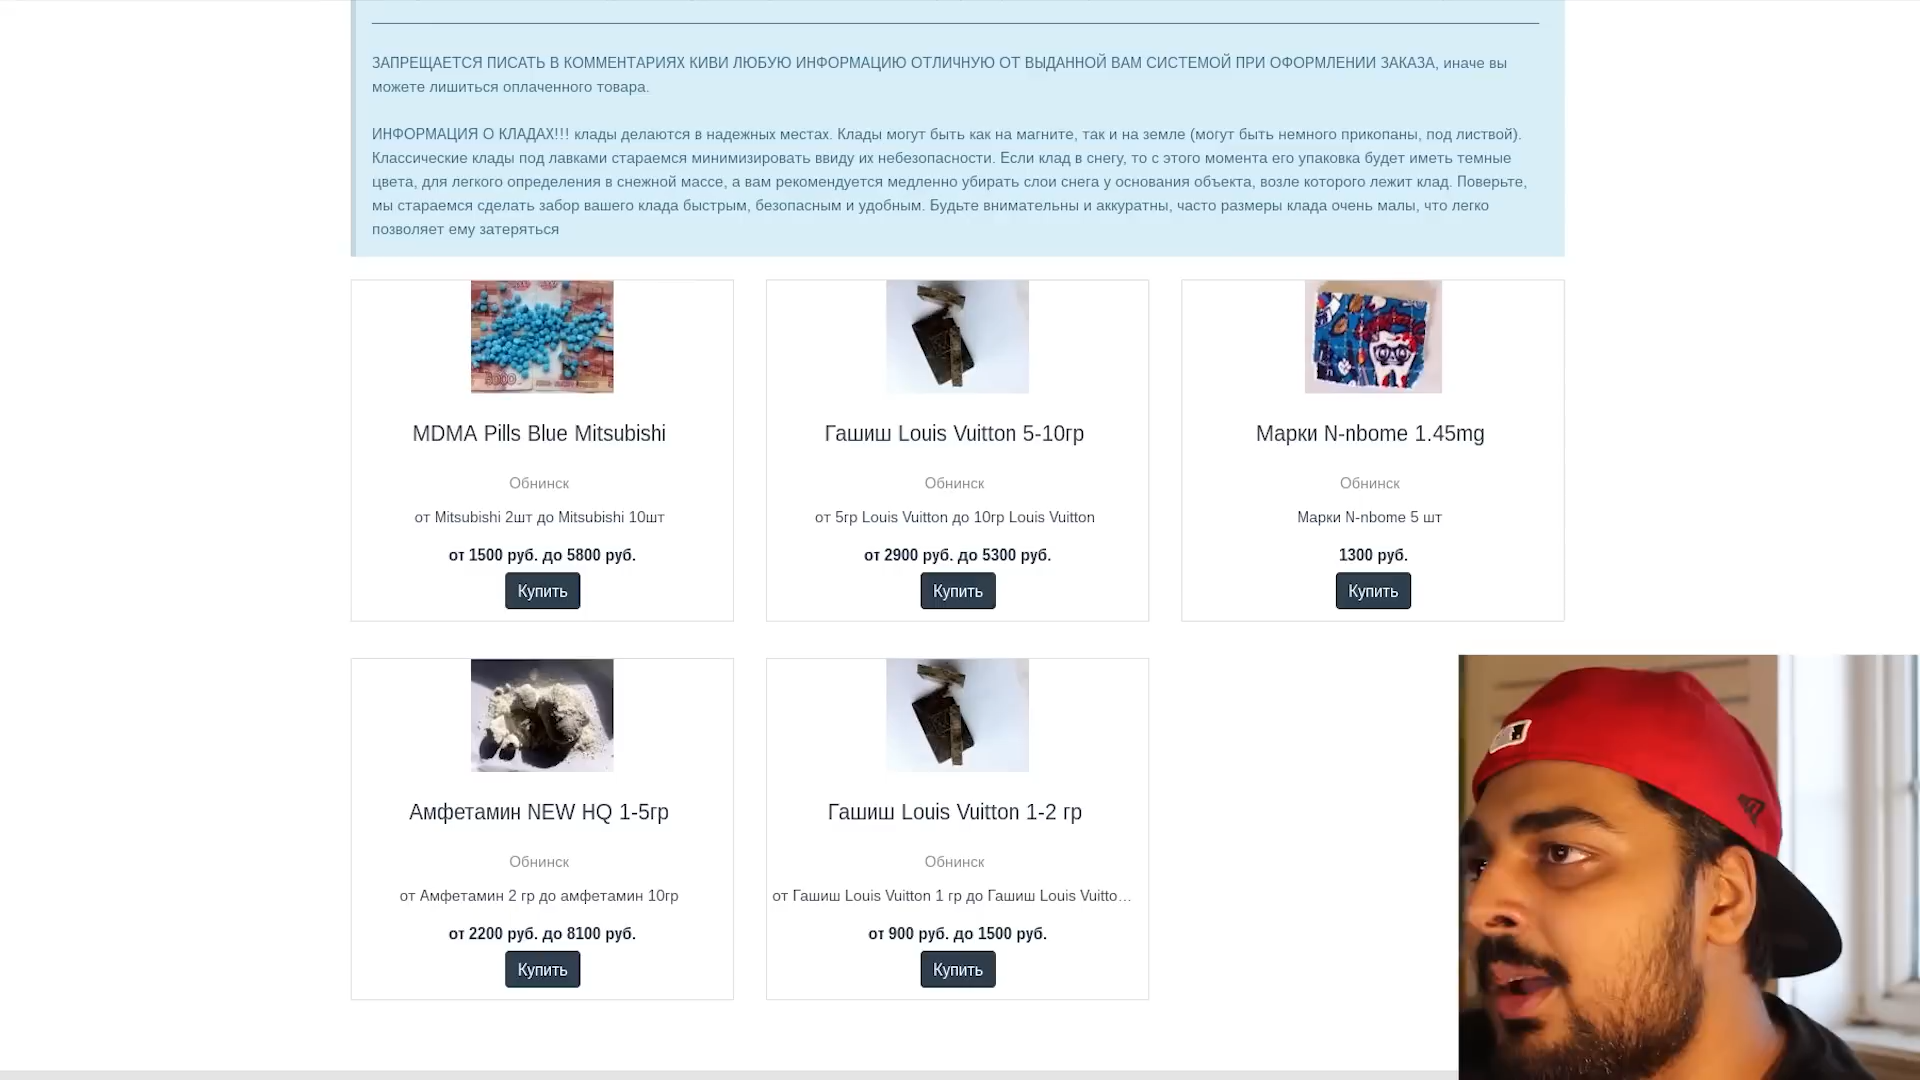 ЗАПРЕЩАЕТСЯ ПИСАТЬ В КОММЕНТАРИЯХ КИВИ ЛЮБУЮ ИНФОРМАЦИЮ ОТЛИЧНУЮ ОТ ВЫДАННОЙ ВАМ СИСТЕМОЙ ПРИ ОФОРМЛЕНИИ ЗАКАЗА, иначе вы
можете лишиться оплаченного товара.
ИНФОРМАЦИЯ О КЛАДАХ!!! клады делаются в надежных местах. Клады могут быть как на магните, так и на земле (могут быть немного прикопаны, под листвой).
Классические клады под лавками стараемся минимизировать ввиду их небезопасности. Если клад в снегу, то с этого момента его упаковка будет иметь темные
цвета, для легкого определения в снежной массе, а вам рекомендуется медленно убирать слои снега у основания объекта, возле которого лежит клад. Поверьте,
мы стараемся сделать забор вашего клада быстрым, безопасным и удобным. Будьте внимательны и аккуратны, часто размеры клада очень малы, что легко
позволяет ему затеряться
5000
MDMA Pills Blue Mitsubishi
Обнинск
от Mitsubishi 2шт до Mitsubishi 10шт
от 1500 руб. до 5800 руб.
Купить
Гашиш Louis Vuitton 5-10гр
Обнинск
от 5гр Louis Vuitton до 10гр Louis Vuitton
от 2900 руб. до 5300 руб.
Купить
Марки N-nbome 1.45mg
Обнинск
Марки N-nbome 5 шт
1300 руб.
Купить
Амфетамин NEW HQ 1-5гр
Обнинск
от Амфетамин 2 гр до амфетамин 10гр
от 2200 руб. до 8100 руб.
Купить
Гашиш Louis Vuitton 1-2 гр
Обнинск
от Гашиш Louis Vuitton 1 гр до Гашиш Louis Vuitto...
от 900 руб. до 1500 руб.
Купить